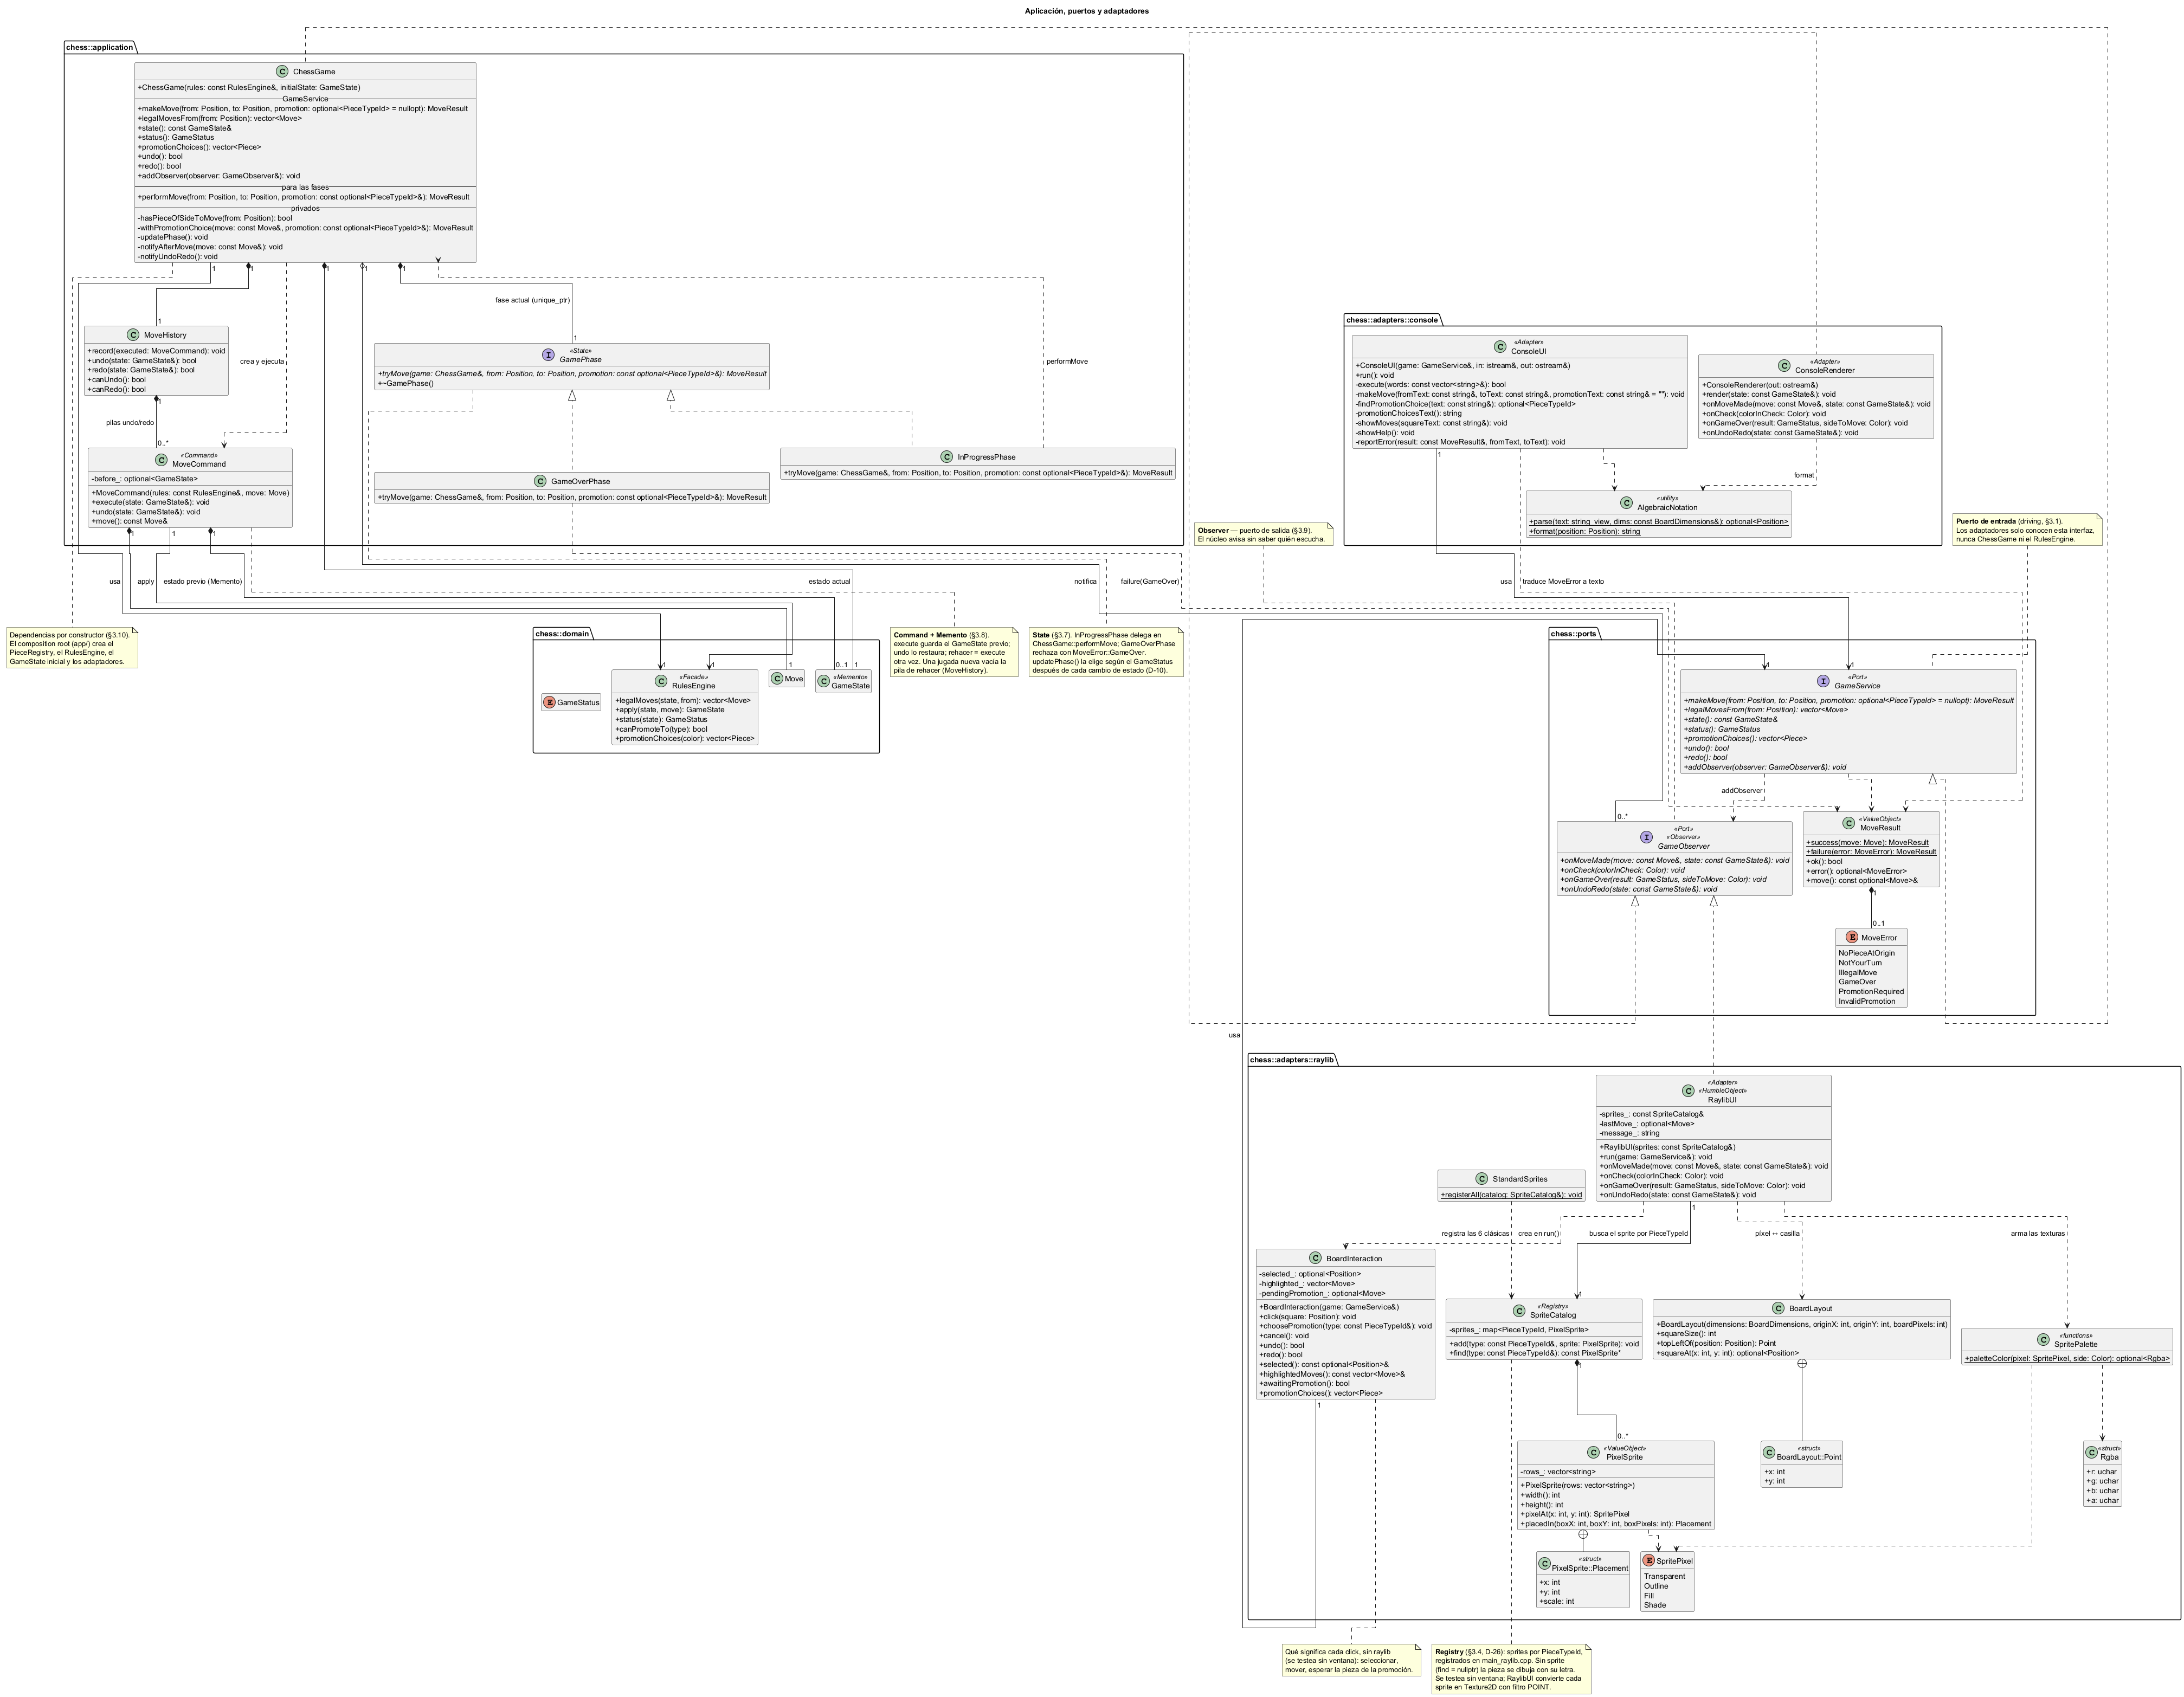 Aplicación, puertos y adaptadores
chess::application
ChessGame
+ChessGame(rules: const RulesEngine&, initialState: GameState)
GameService
+makeMove(from: Position, to: Position, promotion: optional<PieceTypeId> = nullopt): MoveResult
+legalMovesFrom(from: Position): vector<Move>
+state(): const GameState&
+status(): GameStatus
+promotionChoices(): vector<Piece>
+undo(): bool
+redo(): bool
+addObserver(observer: GameObserver&): void
para las fases
+performMove(from: Position, to: Position, promotion: const optional<PieceTypeId>&): MoveResult
privados
-hasPieceOfSideToMove(from: Position): bool
-withPromotionChoice(move: const Move&, promotion: const optional<PieceTypeId>&): MoveResult
-updatePhase(): void
-notifyAfterMove(move: const Move&): void
-notifyUndoRedo(): void
1
1
1
1
1
fase actual (unique_ptr)
1
1
crea y ejecuta
performMove
MoveHistory
+record(executed: MoveCommand): void
+undo(state: GameState&): bool
+redo(state: GameState&): bool
+canUndo(): bool
+canRedo(): bool
1
pilas undo/redo
0..*
«State»
GamePhase
+tryMove(game: ChessGame&, from: Position, to: Position, promotion: const optional<PieceTypeId>&): MoveResult
+~GamePhase()
InProgressPhase
+tryMove(game: ChessGame&, from: Position, to: Position, promotion: const optional<PieceTypeId>&): MoveResult
GameOverPhase
+tryMove(game: ChessGame&, from: Position, to: Position, promotion: const optional<PieceTypeId>&): MoveResult
«Command»
MoveCommand
-before_: optional<GameState>
+MoveCommand(rules: const RulesEngine&, move: Move)
+execute(state: GameState&): void
+undo(state: GameState&): void
+move(): const Move&
1
1
1
chess::adapters::console
«Adapter»
ConsoleUI
+ConsoleUI(game: GameService&, in: istream&, out: ostream&)
+run(): void
-execute(words: const vector<string>&): bool
-makeMove(fromText: const string&, toText: const string&, promotionText: const string& = ""): void
-findPromotionChoice(text: const string&): optional<PieceTypeId>
-promotionChoicesText(): string
-showMoves(squareText: const string&): void
-showHelp(): void
-reportError(result: const MoveResult&, fromText, toText): void
«Adapter»
ConsoleRenderer
+ConsoleRenderer(out: ostream&)
+render(state: const GameState&): void
+onMoveMade(move: const Move&, state: const GameState&): void
+onCheck(colorInCheck: Color): void
+onGameOver(result: GameStatus, sideToMove: Color): void
+onUndoRedo(state: const GameState&): void
1
format
«utility»
AlgebraicNotation
+parse(text: string_view, dims: const BoardDimensions&): optional<Position>
+format(position: Position): string
Observer — puerto de salida (§3.9).
El núcleo avisa sin saber quién escucha.
Puerto de entrada (driving, §3.1).
Los adaptadores solo conocen esta interfaz,
nunca ChessGame ni el RulesEngine.
usa
apply
estado previo (Memento)
estado actual
notifica
failure(GameOver)
usa
traduce MoveError a texto
Dependencias por constructor (§3.10).
El composition root (app/) crea el
PieceRegistry, el RulesEngine, el
GameState inicial y los adaptadores.
chess::domain
GameStatus
1
1
«Facade»
RulesEngine
+legalMoves(state, from): vector<Move>
+apply(state, move): GameState
+status(state): GameStatus
+canPromoteTo(type): bool
+promotionChoices(color): vector<Piece>
1
Move
0..1
1
«Memento»
GameState
Command + Memento (§3.8).
execute guarda el GameState previo;
undo lo restaura; rehacer = execute
otra vez. Una jugada nueva vacía la
pila de rehacer (MoveHistory).
State (§3.7). InProgressPhase delega en
ChessGame::performMove; GameOverPhase
rechaza con MoveError::GameOver.
updatePhase() la elige según el GameStatus
después de cada cambio de estado (D-10).
chess::ports
1
1
«Port»
GameService
+makeMove(from: Position, to: Position, promotion: optional<PieceTypeId> = nullopt): MoveResult
+legalMovesFrom(from: Position): vector<Move>
+state(): const GameState&
+status(): GameStatus
+promotionChoices(): vector<Piece>
+undo(): bool
+redo(): bool
+addObserver(observer: GameObserver&): void
addObserver
0..*
«Port»
«Observer»
GameObserver
+onMoveMade(move: const Move&, state: const GameState&): void
+onCheck(colorInCheck: Color): void
+onGameOver(result: GameStatus, sideToMove: Color): void
+onUndoRedo(state: const GameState&): void
«ValueObject»
MoveResult
+success(move: Move): MoveResult
+failure(error: MoveError): MoveResult
+ok(): bool
+error(): optional<MoveError>
+move(): const optional<Move>&
1
0..1
MoveError
NoPieceAtOrigin
NotYourTurn
IllegalMove
GameOver
PromotionRequired
InvalidPromotion
usa
chess::adapters::raylib
«Adapter»
«HumbleObject»
RaylibUI
-sprites_: const SpriteCatalog&
-lastMove_: optional<Move>
-message_: string
+RaylibUI(sprites: const SpriteCatalog&)
+run(game: GameService&): void
+onMoveMade(move: const Move&, state: const GameState&): void
+onCheck(colorInCheck: Color): void
+onGameOver(result: GameStatus, sideToMove: Color): void
+onUndoRedo(state: const GameState&): void
StandardSprites
+registerAll(catalog: SpriteCatalog&): void
1
registra las 6 clásicas
crea en run()
busca el sprite por PieceTypeId
píxel ↔ casilla
arma las texturas
BoardInteraction
-selected_: optional<Position>
-highlighted_: vector<Move>
-pendingPromotion_: optional<Move>
+BoardInteraction(game: GameService&)
+click(square: Position): void
+choosePromotion(type: const PieceTypeId&): void
+cancel(): void
+undo(): bool
+redo(): bool
+selected(): const optional<Position>&
+highlightedMoves(): const vector<Move>&
+awaitingPromotion(): bool
+promotionChoices(): vector<Piece>
1
1
«Registry»
SpriteCatalog
-sprites_: map<PieceTypeId, PixelSprite>
+add(type: const PieceTypeId&, sprite: PixelSprite): void
+find(type: const PieceTypeId&): const PixelSprite*
1
BoardLayout
+BoardLayout(dimensions: BoardDimensions, originX: int, originY: int, boardPixels: int)
+squareSize(): int
+topLeftOf(position: Position): Point
+squareAt(x: int, y: int): optional<Position>
«functions»
SpritePalette
+paletteColor(pixel: SpritePixel, side: Color): optional<Rgba>
0..*
«ValueObject»
PixelSprite
-rows_: vector<string>
+PixelSprite(rows: vector<string>)
+width(): int
+height(): int
+pixelAt(x: int, y: int): SpritePixel
+placedIn(boxX: int, boxY: int, boxPixels: int): Placement
«struct»
BoardLayout::Point
+x: int
+y: int
«struct»
Rgba
+r: uchar
+g: uchar
+b: uchar
+a: uchar
«struct»
PixelSprite::Placement
+x: int
+y: int
+scale: int
SpritePixel
Transparent
Outline
Fill
Shade
Qué significa cada click, sin raylib
(se testea sin ventana): seleccionar,
mover, esperar la pieza de la promoción.
Registry (§3.4, D-26): sprites por PieceTypeId,
registrados en main_raylib.cpp. Sin sprite
(find = nullptr) la pieza se dibuja con su letra.
Se testea sin ventana; RaylibUI convierte cada
sprite en Texture2D con filtro POINT.